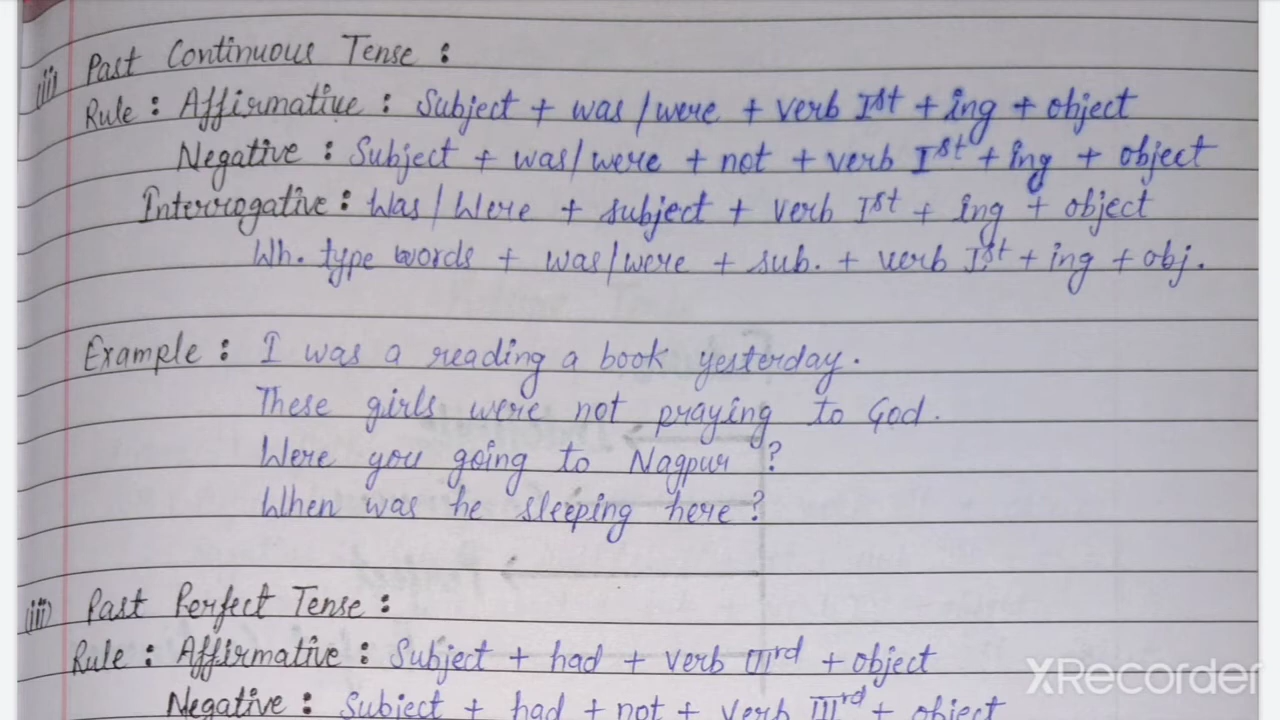 ii) Past Continuous Tense :
Rule : Affirmative : Subject + was/were + verb Ist + ing + object
Negative : Subject + was/were + not + verb Ist + ing + object
Interrogative : Was/Were + subject + verb Ist + ing + object
Wh. type words + was/were + sub. + verb Ist + ing + obj.
Example : I was a reading a book yesterday.
These girls were not praying to God.
Were you going to Nagpur ?
When was he sleeping here ?
(iii) Past Perfect Tense :
Rule : Affirmative : Subject + had + verb IIIrd + object
Negative : Subject + had + not + verb IIIrd + object
XRecorder